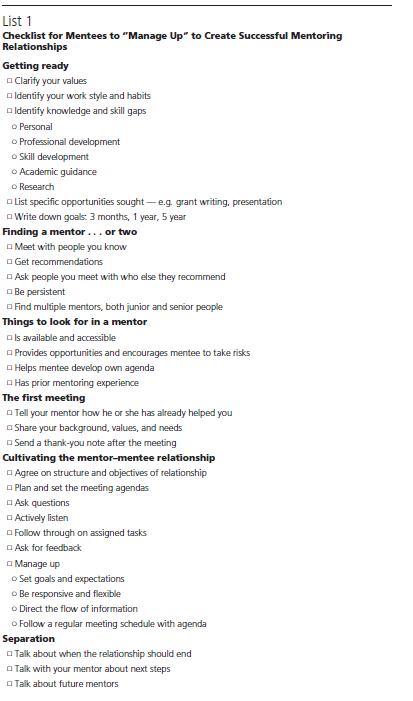 List 1
Checklist for Mentees to “Manage Up” to Create Successful Mentoring
Relationships
Getting ready
□ Clarify your values
□ Identify your work style and habits
□ Identify knowledge and skill gaps
○ Personal
○ Professional development
○ Skill development
○ Academic guidance
○ Research
□ List specific opportunities sought — e.g. grant writing, presentation
□ Write down goals: 3 months, 1 year, 5 year
Finding a mentor . . . or two
□ Meet with people you know
□ Get recommendations
□ Ask people you meet with who else they recommend
□ Be persistent
□ Find multiple mentors, both junior and senior people
Things to look for in a mentor
□ Is available and accessible
□ Provides opportunities and encourages mentee to take risks
□ Helps mentee develop own agenda
□ Has prior mentoring experience
The first meeting
□ Tell your mentor how he or she has already helped you
□ Share your background, values, and needs
□ Send a thank-you note after the meeting
Cultivating the mentor–mentee relationship
□ Agree on structure and objectives of relationship
□ Plan and set the meeting agendas
□ Ask questions
□ Actively listen
□ Follow through on assigned tasks
□ Ask for feedback
□ Manage up
○ Set goals and expectations
○ Be responsive and flexible
○ Direct the flow of information
○ Follow a regular meeting schedule with agenda
Separation
□ Talk about when the relationship should end
□ Talk with your mentor about next steps
□ Talk about future mentors